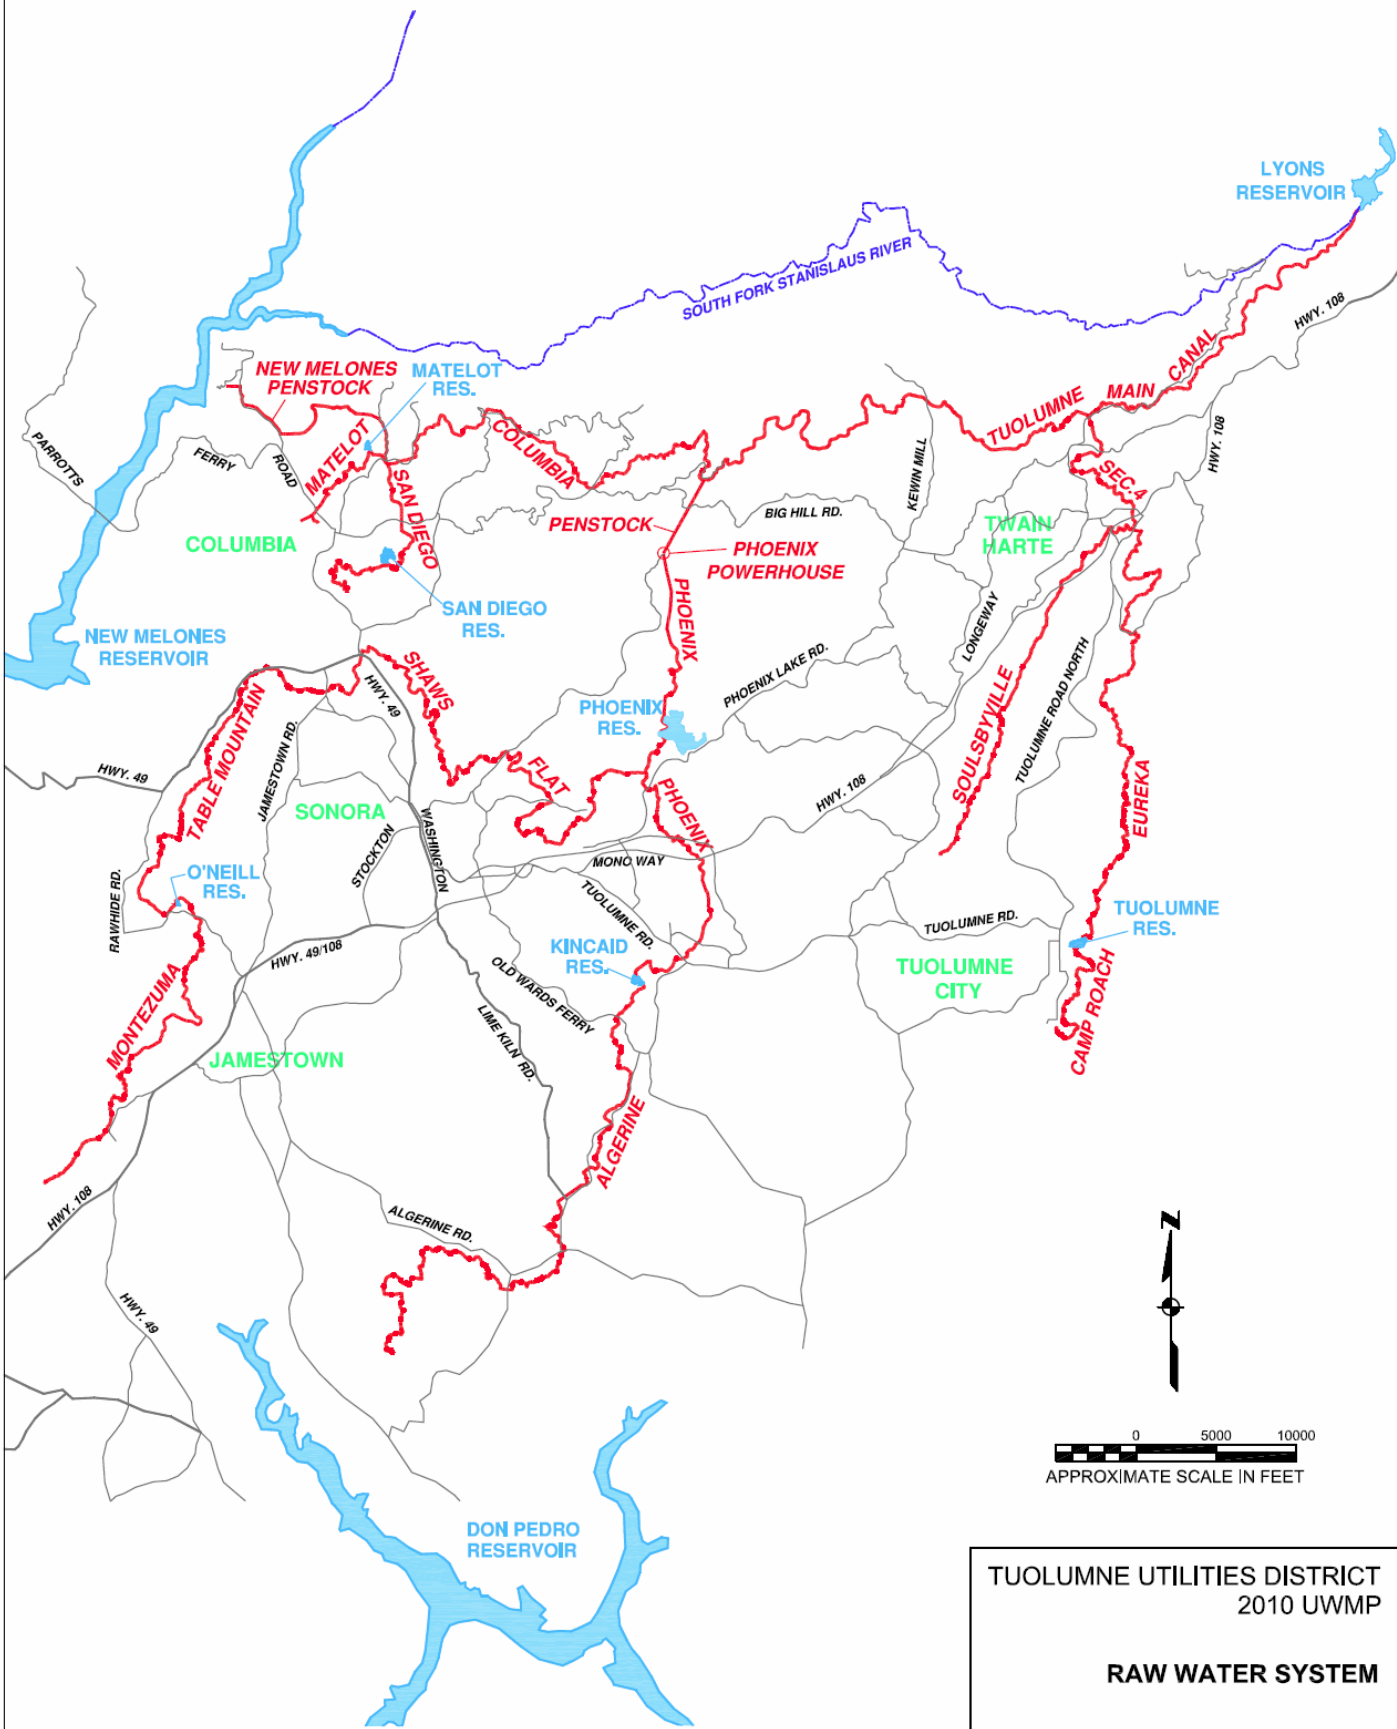 LYONS
RESERVOIR
SOUTH FORK STANISLAUS RIVER
HWY. 108
NEW MELONES
PENSTOCK
MATELOT
RES.
CANAL
MAIN
TUOLUMNE
HWY. 108
PARROTTS
FERRY
ROAD
MATELOT
SAN DIEGO
COLUMBIA
KEWIN MILL
SEC.4
PENSTOCK
BIG HILL RD.
TWAIN
HARTE
COLUMBIA
PHOENIX
POWERHOUSE
PHOENIX
SAN DIEGO
RES.
NEW MELONES
RESERVOIR
LONGEWAY
SHAWS
HWY. 49
PHOENIX LAKE RD.
TUOLUMNE ROAD NORTH
PHOENIX
RES.
TABLE MOUNTAIN
JAMESTOWN RD.
SOULSBYVILLE
HWY. 49
FLAT
HWY. 108
EUREKA
SONORA
PHOENIX
STOCKTON
WASHINGTON
MONO WAY
O'NEILL
RES.
RAWHIDE RD.
TUOLUMNE RD.
TUOLUMNE RD.
TUOLUMNE
RES.
HWY. 49/108
KINCAID
RES.
OLD WARDS FERRY
TUOLUMNE
CITY
MONTEZUMA
LIME KILN RD.
CAMP ROACH
JAMESTOWN
ALGERINE
HWY. 108
ALGERINE RD.
N
HWY. 49
0 5000 10000
APPROXIMATE SCALE IN FEET
DON PEDRO
RESERVOIR
TUOLUMNE UTILITIES DISTRICT
2010 UWMP
RAW WATER SYSTEM